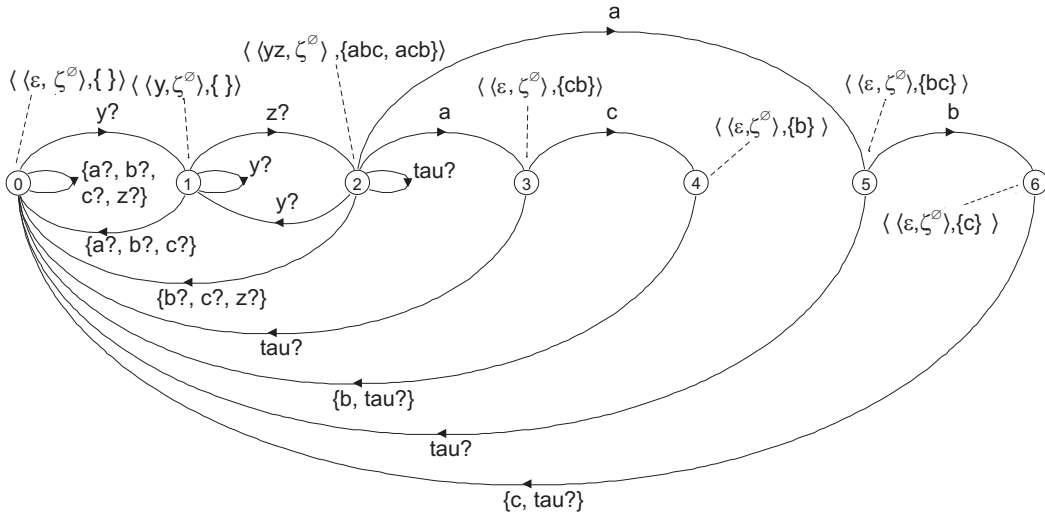 a
⟨ ⟨yz, ζ^∅⟩ ,{abc, acb}⟩
⟨ ⟨ε, ζ^∅⟩,{ }⟩
⟨ ⟨y,ζ^∅⟩,{ }⟩
⟨ ⟨ε, ζ^∅⟩,{cb}⟩
⟨ ⟨ε,ζ^∅⟩,{bc} ⟩
y?
z?
a
c
⟨ ⟨ε,ζ^∅⟩,{b} ⟩
b
0
{a?, b?,
c?, z?}
1
y?
2
tau?
3
4
5
6
y?
⟨ ⟨ε,ζ^∅⟩,{c} ⟩
{a?, b?, c?}
{b?, c?, z?}
tau?
{b, tau?}
tau?
{c, tau?}